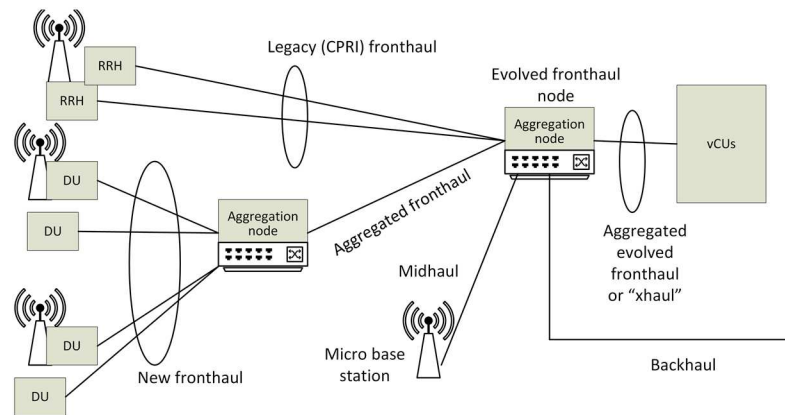 RRH
RRH
Legacy (CPRI) fronthaul
Evolved fronthaul
node
Aggregation
node
vCUs
DU
DU
Aggregation
node
Aggregated fronthaul
Aggregated
evolved
fronthaul
or “xhaul”
Midhaul
DU
DU
New fronthaul
Micro base
station
Backhaul